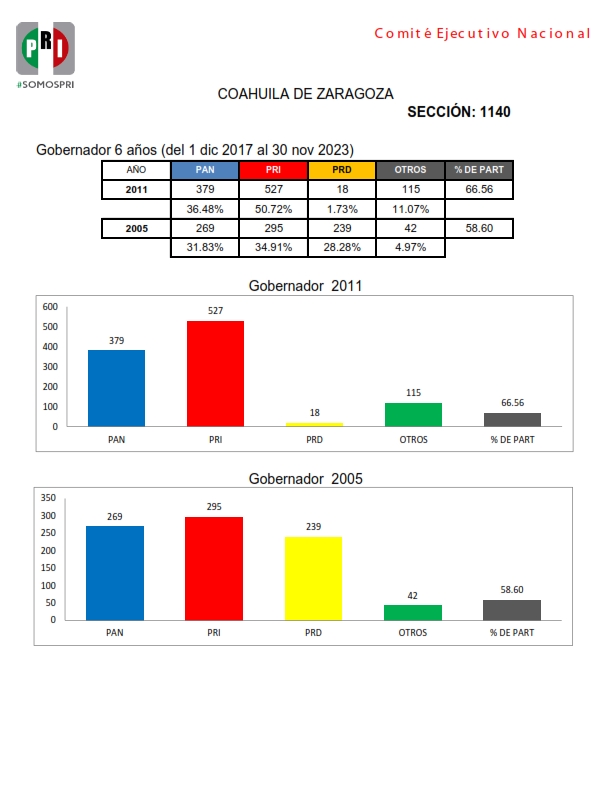 PRI
#SOMOSPRI
Comité Ejecutivo Nacional
COAHUILA DE ZARAGOZA
SECCIÓN: 1140
Gobernador 6 años (del 1 dic 2017 al 30 nov 2023)
AÑO PAN PRI PRD OTROS % DE PART
2011 379 527 18 115 66.56
36.48% 50.72% 1.73% 11.07%
2005 269 295 239 42 58.60
31.83% 34.91% 28.28% 4.97%
Gobernador 2011
600
500
400
300
200
100
0
379
527
18
115
66.56
PAN PRI PRD OTROS % DE PART
Gobernador 2005
350
300
250
200
150
100
50
0
269
295
239
42
58.60
PAN PRI PRD OTROS % DE PART